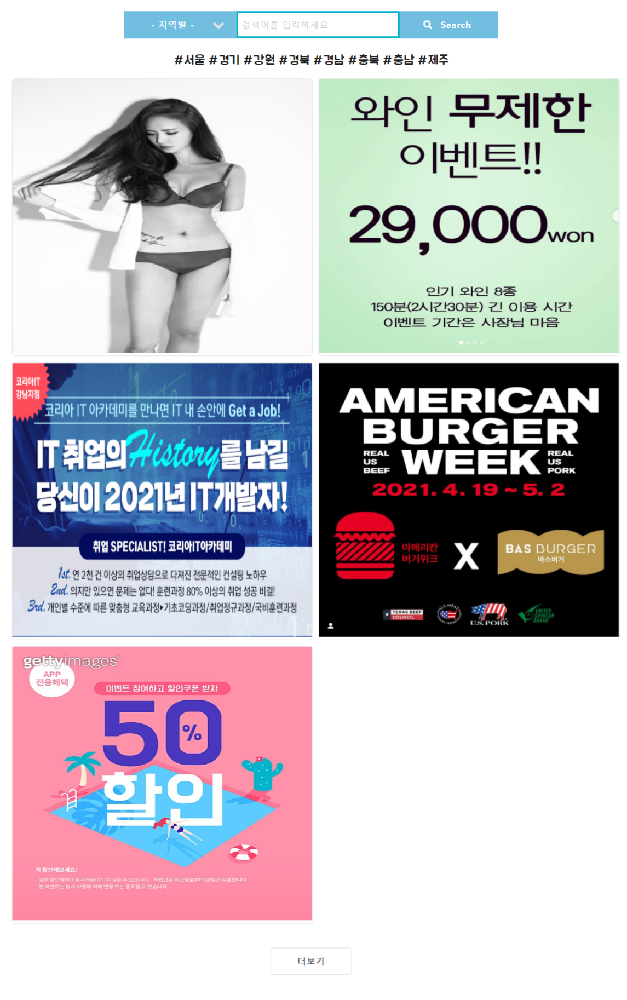 - 지역별 -
검색어를 입력하세요
Search
#서울 #경기 #강원 #경북 #경남 #충북 #충남 #제주
와인 무제한
이벤트!!
29,000won
인기 와인 8종
150분(2시간30분) 긴 이용 시간
이벤트 기간은 사장님 마음
코리아IT
강남지점
코리아 IT 아카데미를 만나면 IT 내 손안에 Get a Job!
IT 취업의 History를 남길
당신이 2021년 IT개발자!
취업 SPECIALIST! 코리아IT아카데미
1st. 연 2천 건 이상의 취업상담으로 다져진 전문적인 컨설팅 노하우
2nd. 의지만 있으면 문제는 없다! 훈련과정 80% 이상의 취업 성공 비결!
3rd. 개인별 수준에 따른 맞춤형 교육과정▶기초코딩과정/취업정규과정/국비훈련과정
AMERICAN
BURGER
REAL US BEEF WEEK REAL US PORK
2021. 4. 19 ~ 5. 2
아메리칸
버거위크
X
BAS BURGER
바스버거
TEXAS BEEF
COUNCIL
U.S. MEAT
U.S. PORK
UNITED
SOYBEAN
BOARD
gettyimages
APP
전용혜택
이벤트 참여하고 할인쿠폰 받자
50%
할인
꼭 확인해보세요!
- 일부 할인혜택과 동시적용이 되지 않을 수 있습니다. - 적립금은 지급일로부터 60일간 유효합니다
- 본 이벤트는 당사 사정에 의해 변경 또는 종료될 수 있습니다.
더보기